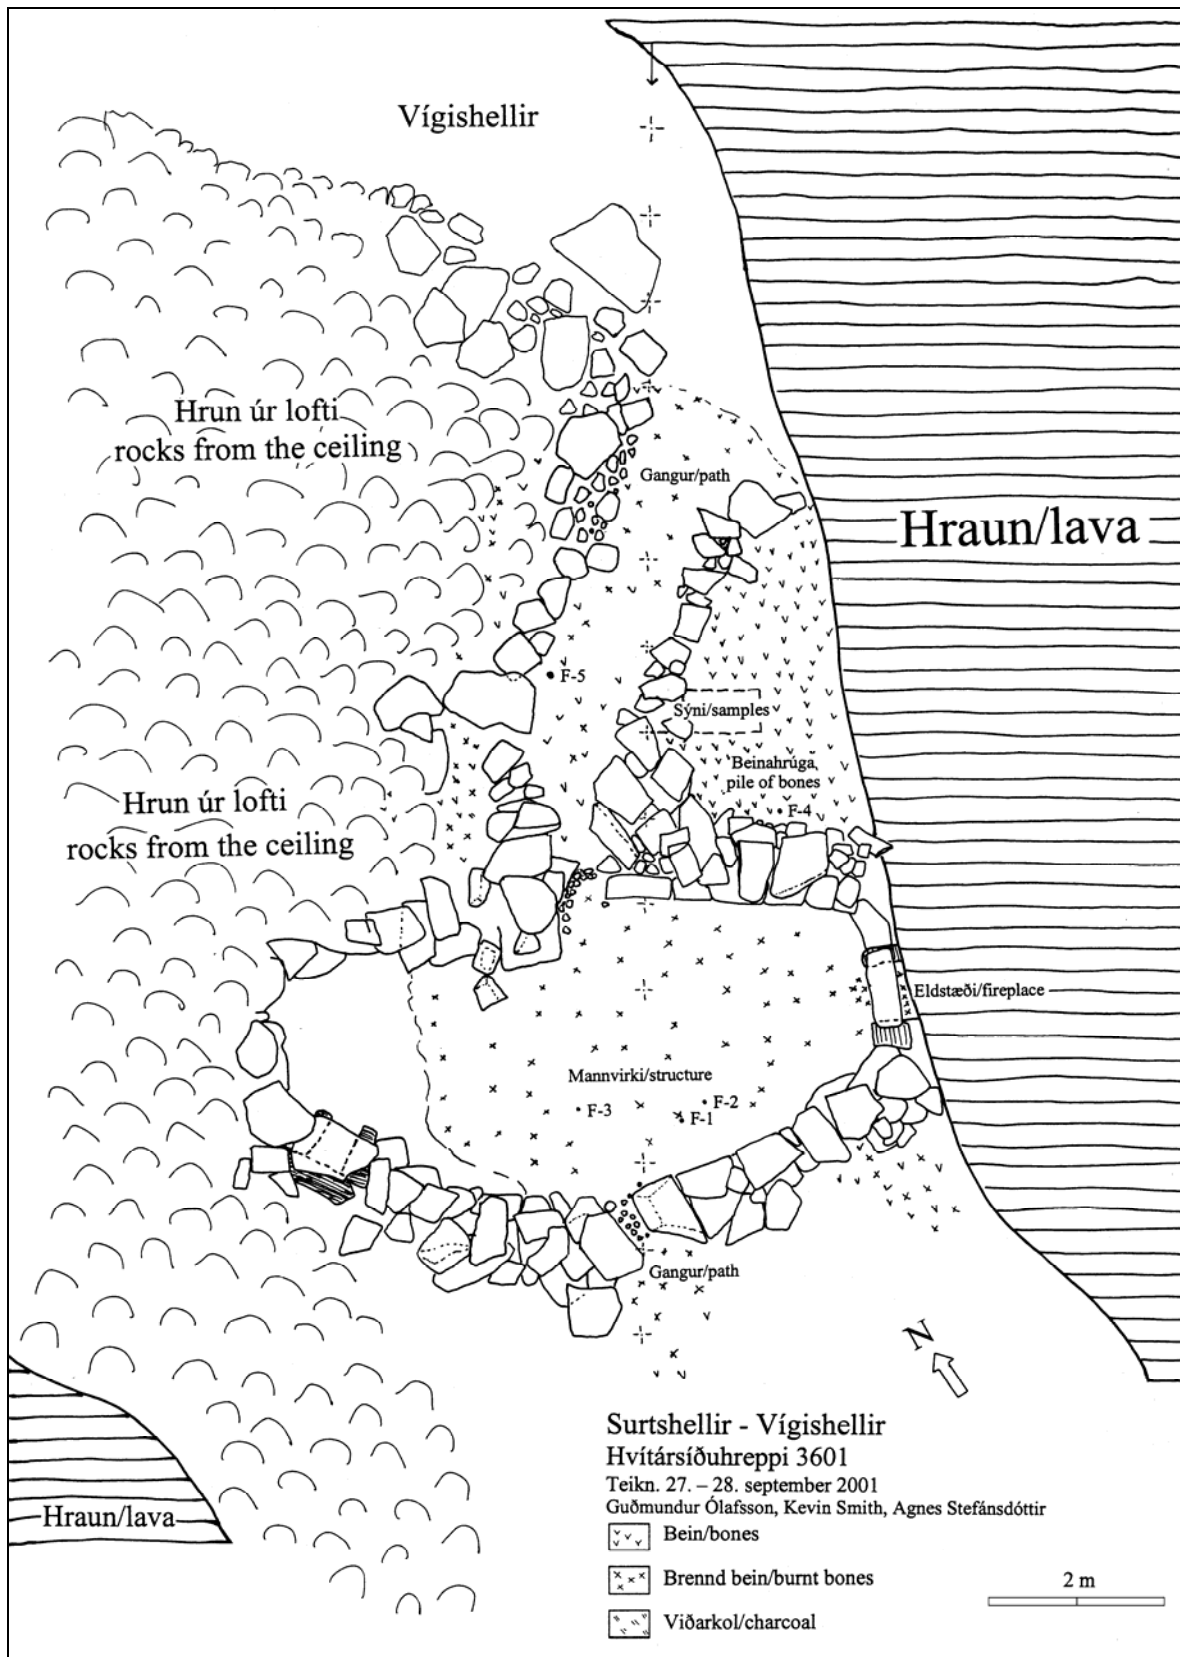 Vígishellir
Hrun úr lofti
rocks from the ceiling
Gangur/path
Hraun/lava
F-5
Sýni/samples
Beinahrúga,
pile of bones
F-4
Hrun úr lofti
rocks from the ceiling
Eldstæði/fireplace
Mannvirki/structure
F-3
F-2
F-1
Gangur/path
N
Surtshellir - Vígishellir
Hvítársíðuhreppi 3601
Teikn. 27. – 28. september 2001
Guðmundur Ólafsson, Kevin Smith, Agnes Stefánsdóttir
Hraun/lava
Bein/bones
Brennd bein/burnt bones
2 m
Viðarkol/charcoal